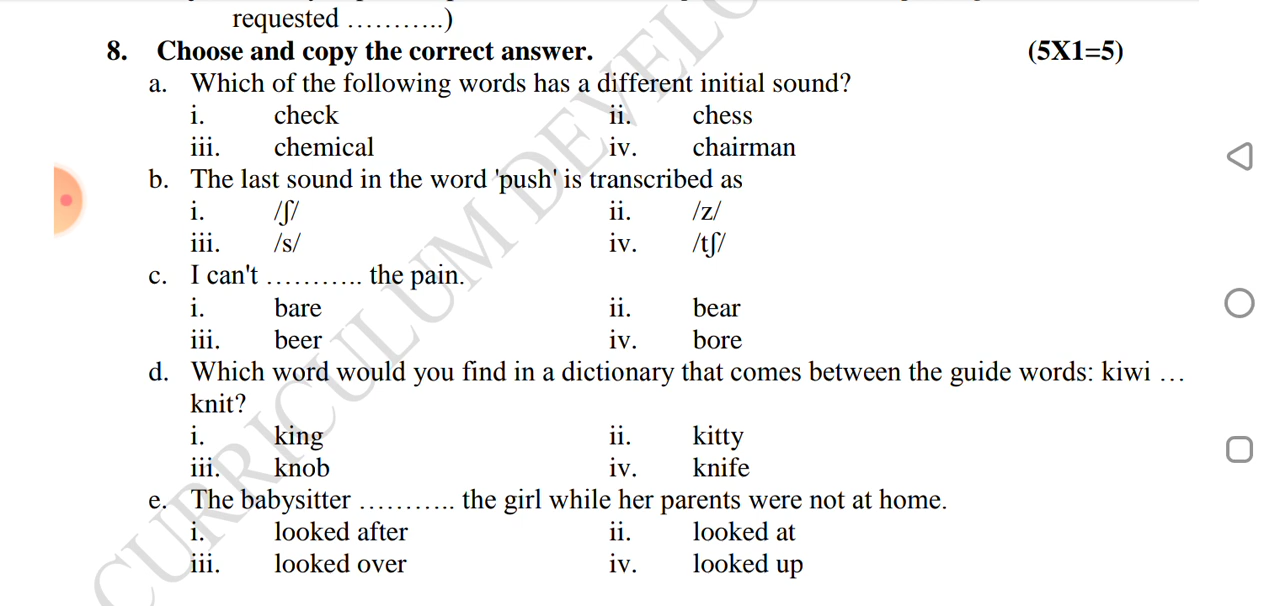 requested ………..)
8. Choose and copy the correct answer. (5X1=5)
a. Which of the following words has a different initial sound?
i. check ii. chess
iii. chemical iv. chairman
b. The last sound in the word 'push' is transcribed as
i. /ʃ/ ii. /z/
iii. /s/ iv. /tʃ/
c. I can't ……….. the pain.
i. bare ii. bear
iii. beer iv. bore
d. Which word would you find in a dictionary that comes between the guide words: kiwi …
knit?
i. king ii. kitty
iii. knob iv. knife
e. The babysitter ……….. the girl while her parents were not at home.
i. looked after ii. looked at
iii. looked over iv. looked up
CURRICULUM DEVELO